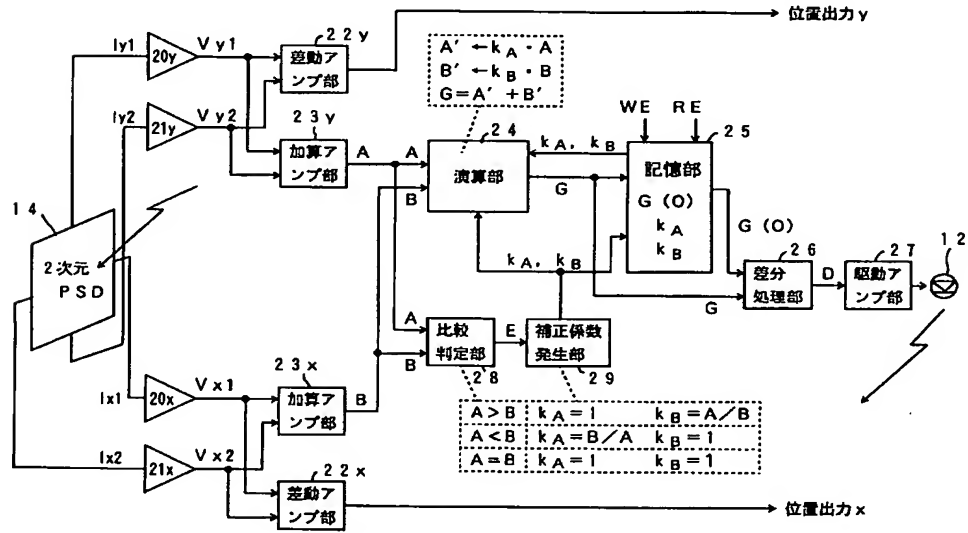 位置出力y
22y
差動ア
ンプ部
Iy1
20y
Vy1
A' ←kA・A
B' ←kB・B
G=A' +B'
Iy2
21y
Vy2
23y
加算ア
ンプ部
A
A
B
24
演算部
kA, kB
G
WE
RE
25
記憶部
G(O)
kA
kB
G(O)
14
2次元
PSD
kA, kB
26
差分
処理部
G
D
27
駆動ア
ンプ部
12
A
B
比較
判定部
28
E
補正係数
発生部
29
Ix1
20x
Vx1
23x
加算ア
ンプ部
B
A>B kA=1 kB=A/B
A<B kA=B/A kB=1
A=B kA=1 kB=1
Ix2
21x
Vx2
22x
差動ア
ンプ部
位置出力x